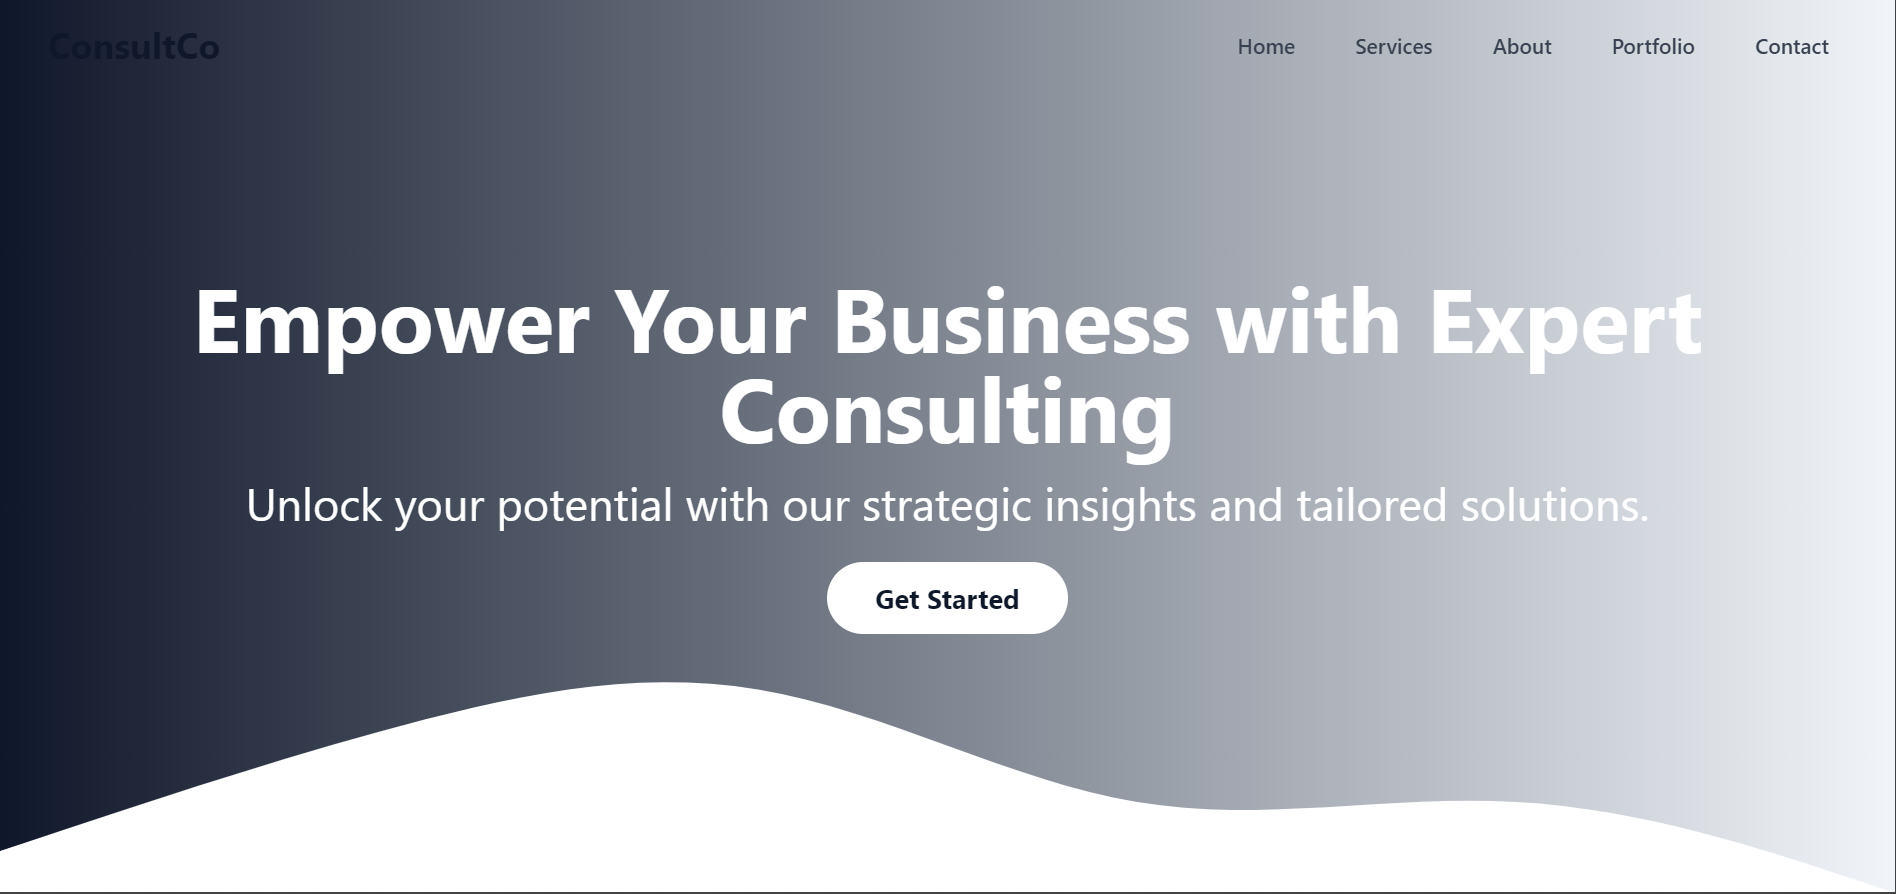 ConsultCo
Home Services About Portfolio Contact
Empower Your Business with Expert
Consulting
Unlock your potential with our strategic insights and tailored solutions.
Get Started